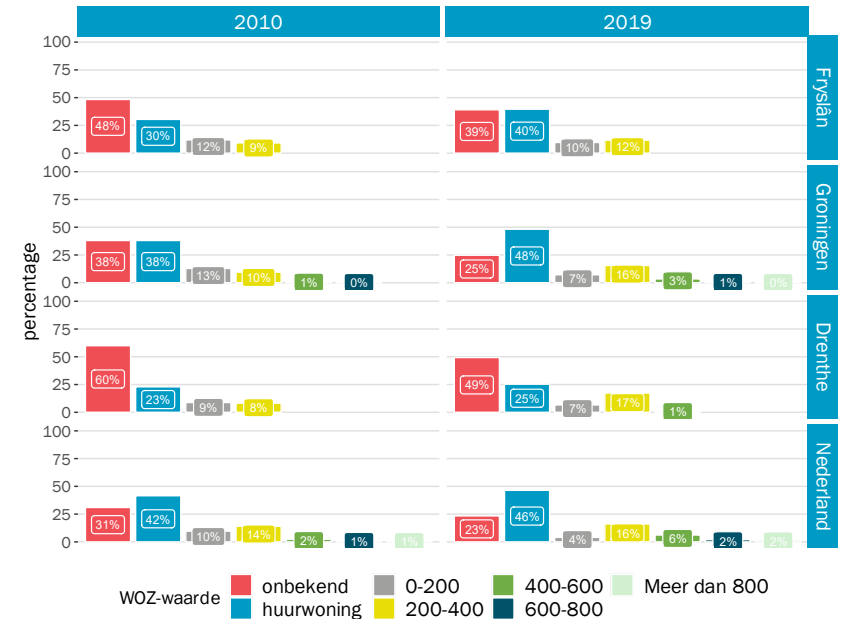 2010 2019
100
75
50
25
0
48% 30% 12% 9%
39% 40% 10% 12%
Fryslân
100
75
50
25
0
38% 38% 13% 10% 1% 0%
25% 48% 7% 16% 3% 1% 0%
Groningen
percentage
100
75
50
25
0
60% 23% 9% 8%
49% 25% 7% 17% 1%
Drenthe
100
75
50
25
0
31% 42% 10% 14% 2% 1% 1%
23% 46% 4% 16% 6% 2% 2%
Nederland
WOZ-waarde
onbekend 0-200 400-600 Meer dan 800
huurwoning 200-400 600-800